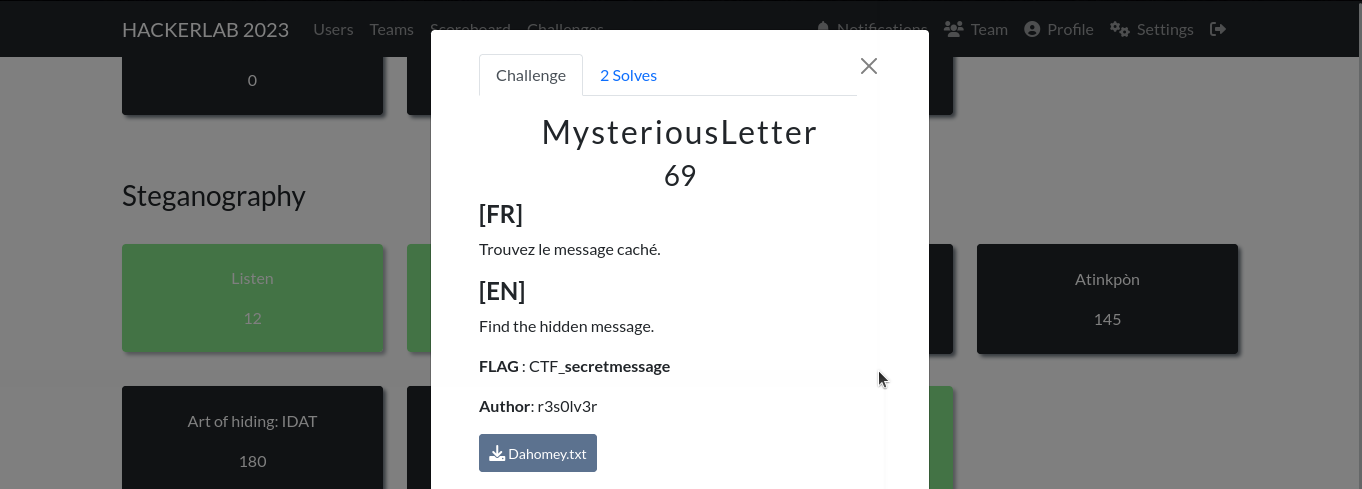 HACKERLAB 2023 Users Teams Scoreboard Challenges Notifications Team Profile Settings
Challenge 2 Solves
0
MysteriousLetter
69
Steganography
[FR]
Trouvez le message caché.
[EN]
Listen
12
Find the hidden message.
Atinkpòn
145
FLAG : CTF_secretmessage
Author: r3s0lv3r
Art of hiding: IDAT
180
Dahomey.txt